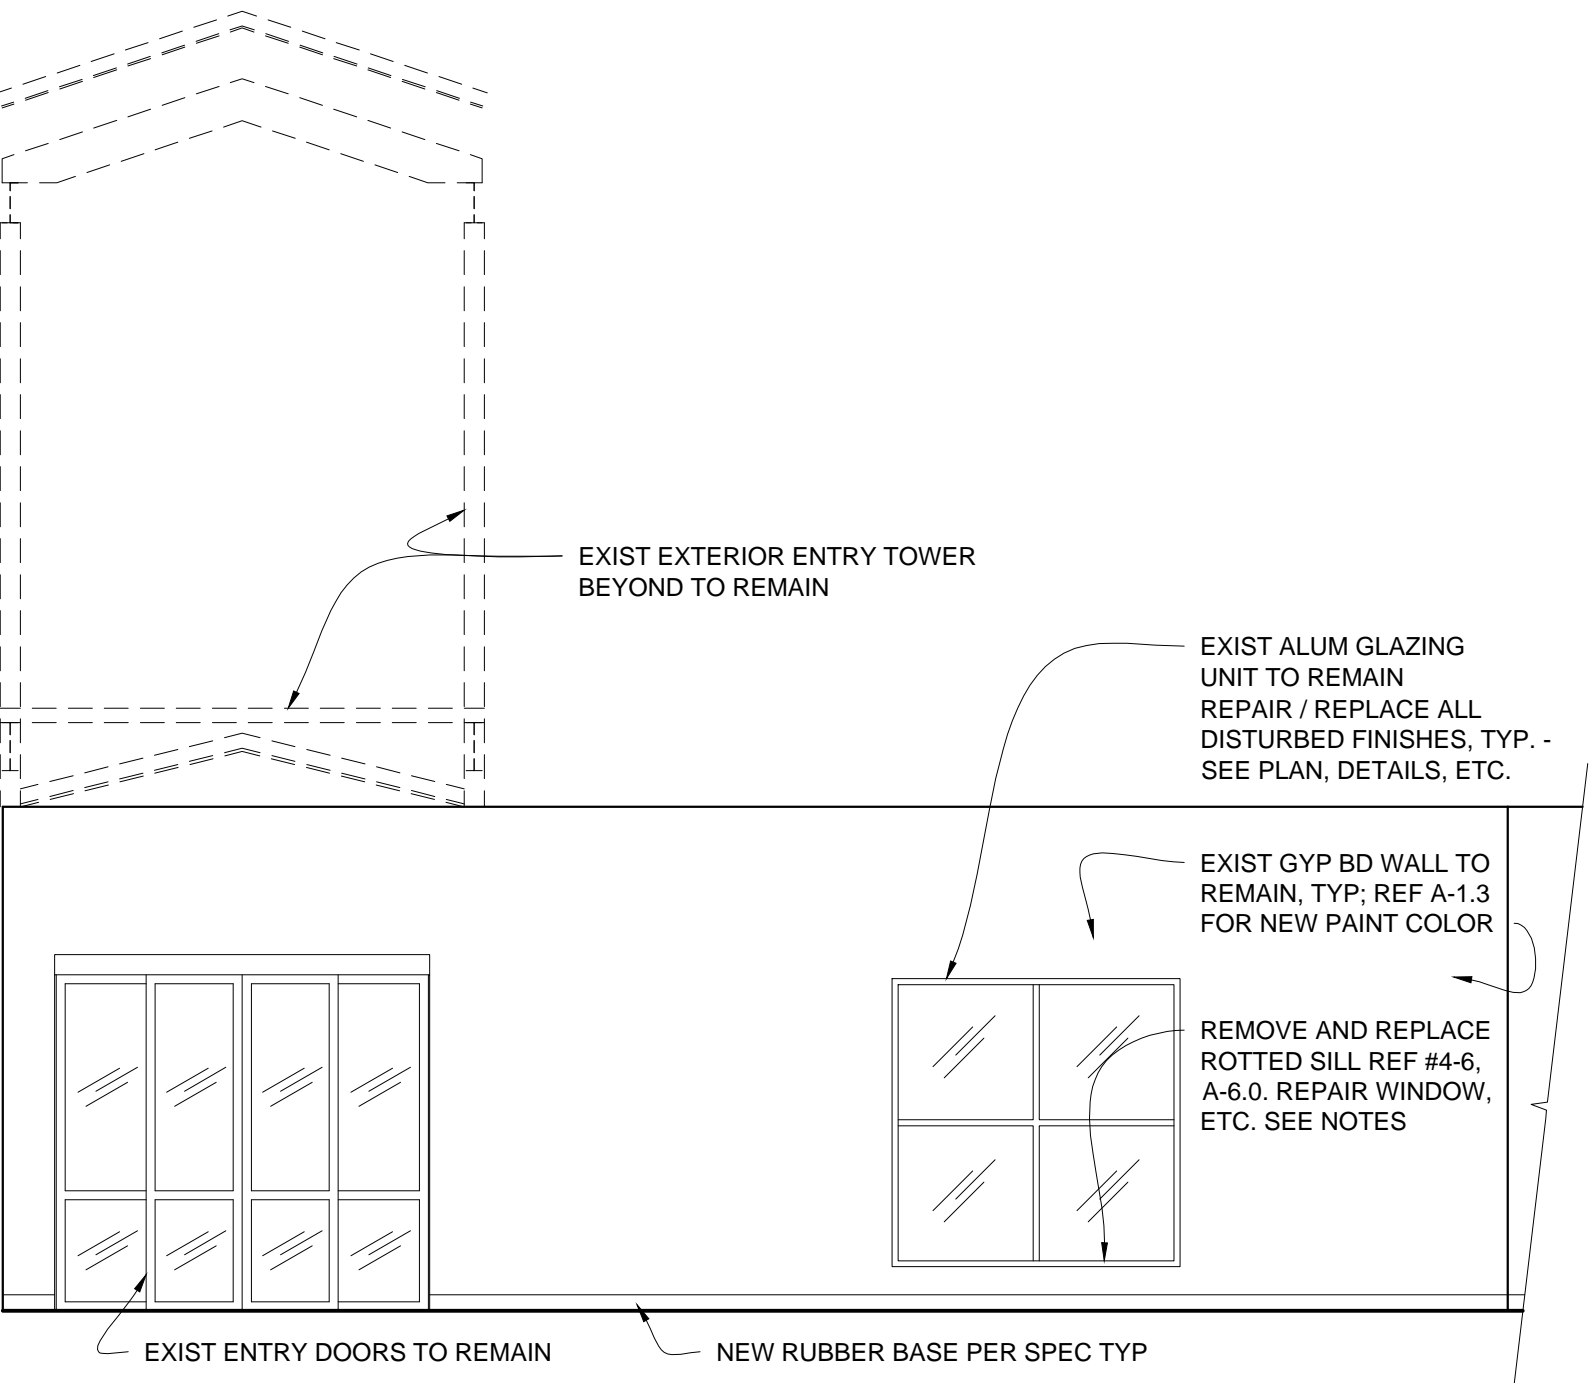 EXIST EXTERIOR ENTRY TOWER
BEYOND TO REMAIN
EXIST ALUM GLAZING
UNIT TO REMAIN
REPAIR / REPLACE ALL
DISTURBED FINISHES, TYP. -
SEE PLAN, DETAILS, ETC.
EXIST GYP BD WALL TO
REMAIN, TYP; REF A-1.3
FOR NEW PAINT COLOR
REMOVE AND REPLACE
ROTTED SILL REF #4-6,
A-6.0. REPAIR WINDOW,
ETC. SEE NOTES
EXIST ENTRY DOORS TO REMAIN
NEW RUBBER BASE PER SPEC TYP